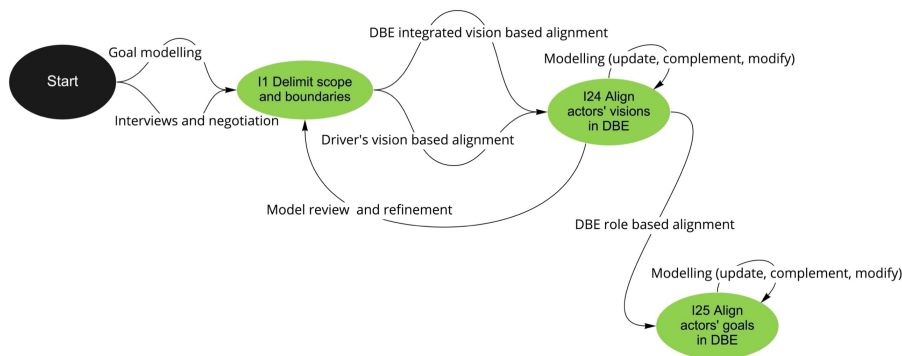 DBE integrated vision based alignment
Goal modelling
Modelling (update, complement, modify)
Start
I1 Delimit scope
and boundaries
I24 Align
actors' visions
in DBE
Interviews and negotiation
Driver's vision based alignment
Model review  and refinement
DBE role based alignment
Modelling (update, complement, modify)
I25 Align
actors' goals
in DBE